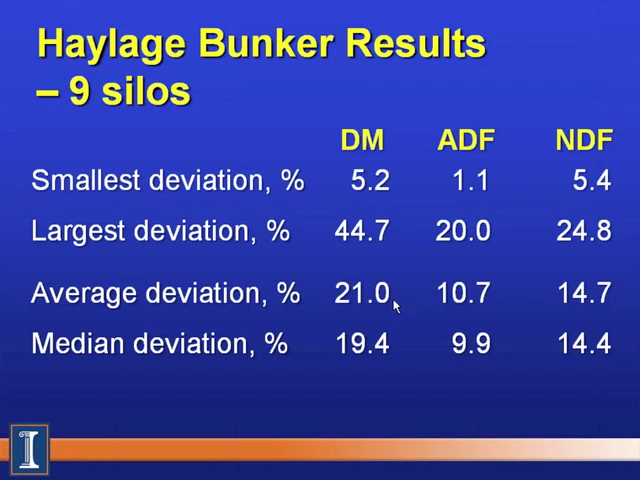 Haylage Bunker Results
– 9 silos
DM ADF NDF
Smallest deviation, % 5.2 1.1 5.4
Largest deviation, % 44.7 20.0 24.8
Average deviation, % 21.0 10.7 14.7
Median deviation, % 19.4 9.9 14.4
I